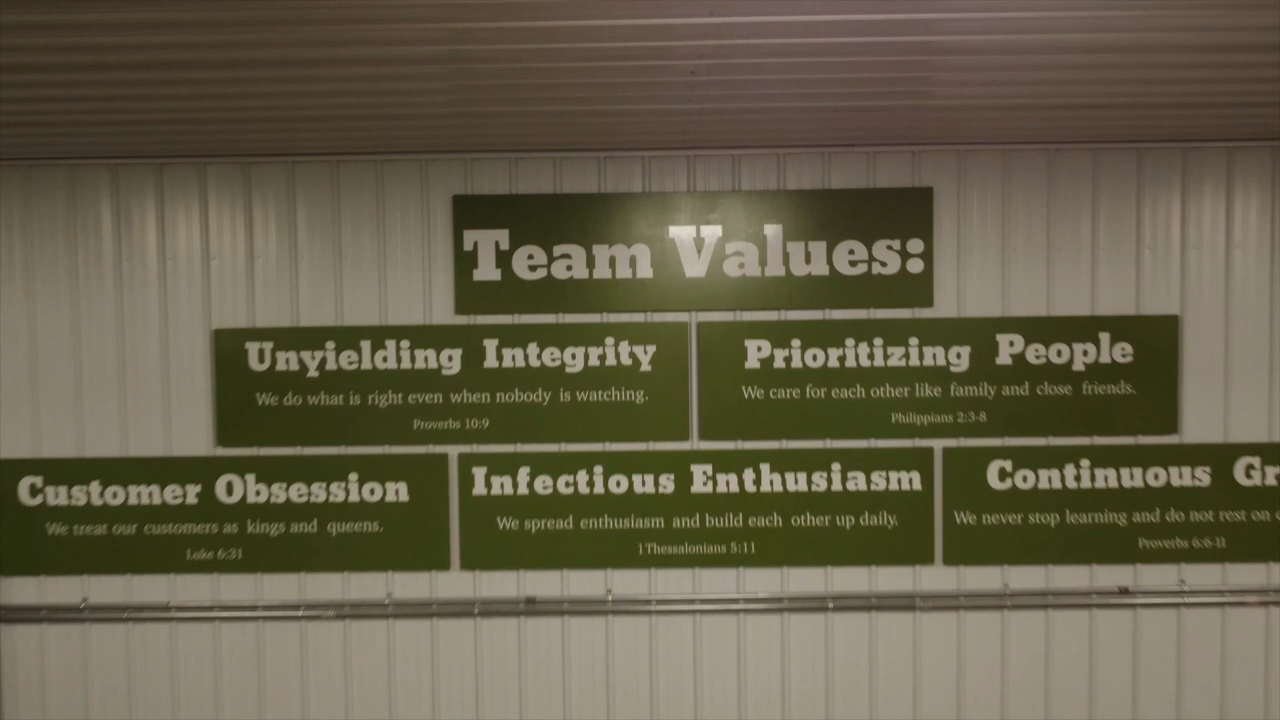 Team Values:
Unyielding Integrity
We do what is right even when nobody is watching.
Proverbs 10:9
Prioritizing People
We care for each other like family and close friends.
Philippians 2:3-8
Customer Obsession
We treat our customers as kings and queens.
Luke 6:31
Infectious Enthusiasm
We spread enthusiasm and build each other up daily.
1 Thessalonians 5:11
Continuous Gr
We never stop learning and do not rest on
Proverbs 6:6-11